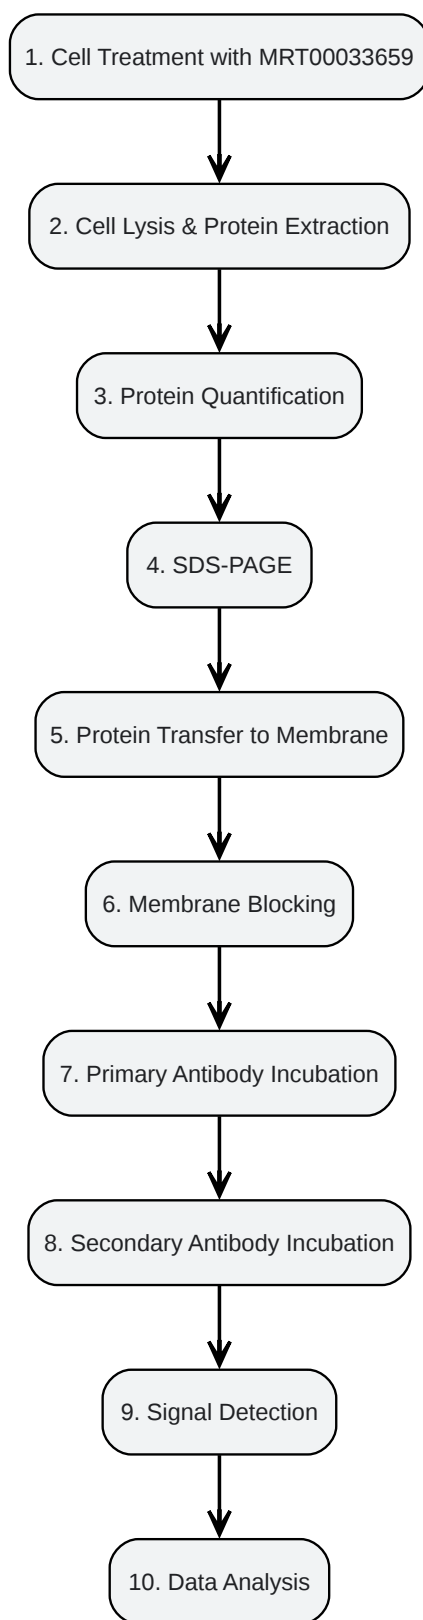 1. Cell Treatment with MRT00033659
2. Cell Lysis & Protein Extraction
3. Protein Quantification
4. SDS-PAGE
5. Protein Transfer to Membrane
6. Membrane Blocking
7. Primary Antibody Incubation
8. Secondary Antibody Incubation
9. Signal Detection
10. Data Analysis